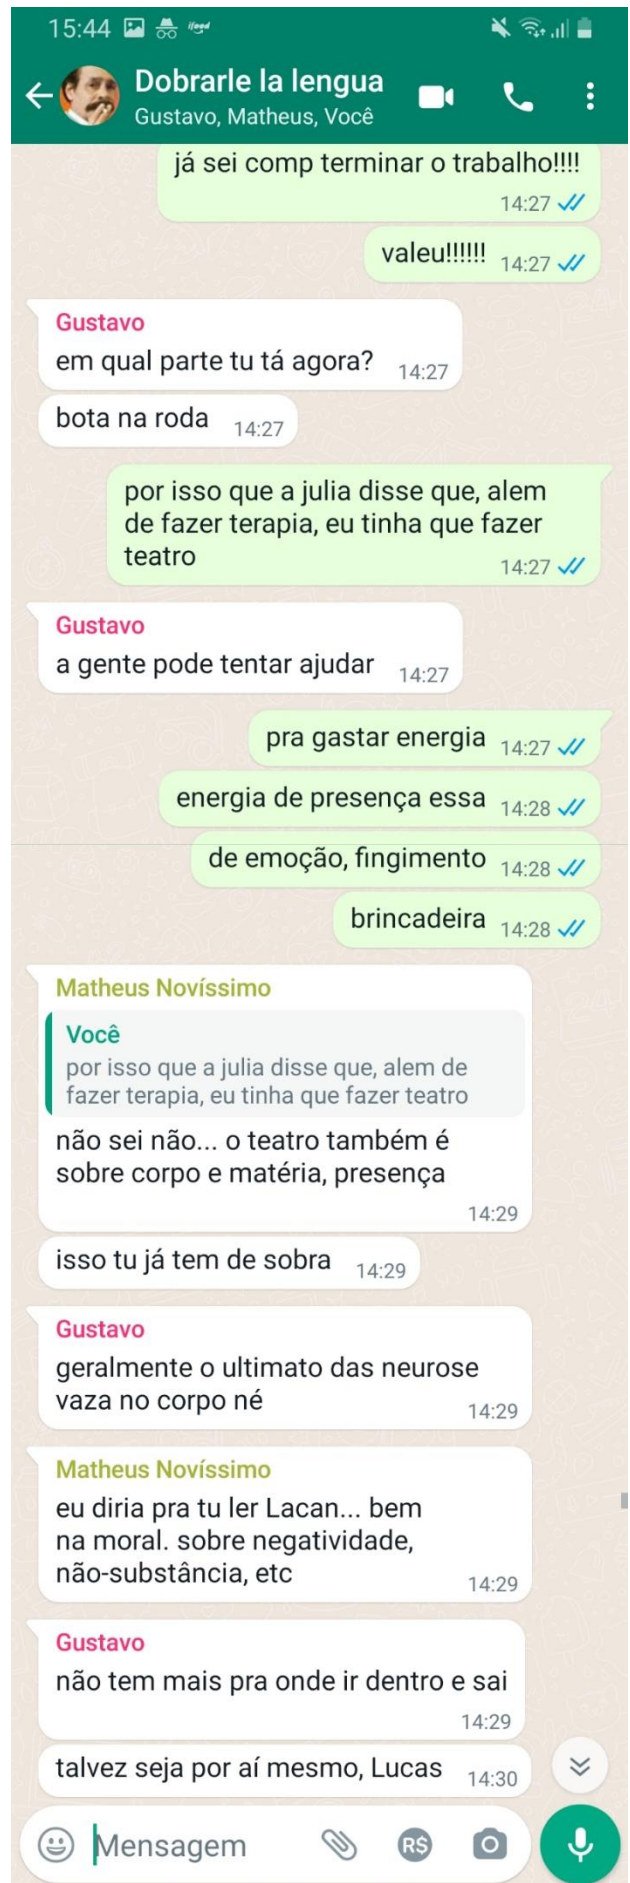 15:44 ifood
Dobrarle la lengua
Gustavo, Matheus, Você
já sei comp terminar o trabalho!!!!
14:27
valeu!!!!!! 14:27
Gustavo
em qual parte tu tá agora? 14:27
bota na roda 14:27
por isso que a julia disse que, alem
de fazer terapia, eu tinha que fazer
teatro 14:27
Gustavo
a gente pode tentar ajudar 14:27
pra gastar energia 14:27
energia de presença essa 14:28
de emoção, fingimento 14:28
brincadeira 14:28
Matheus Novíssimo
Você
por isso que a julia disse que, alem de
fazer terapia, eu tinha que fazer teatro
não sei não... o teatro também é
sobre corpo e matéria, presença
14:29
isso tu já tem de sobra 14:29
Gustavo
geralmente o ultimato das neurose
vaza no corpo né 14:29
Matheus Novíssimo
eu diria pra tu ler Lacan... bem
na moral. sobre negatividade,
não-substância, etc 14:29
Gustavo
não tem mais pra onde ir dentro e sai
14:29
talvez seja por aí mesmo, Lucas 14:30
Mensagem R$